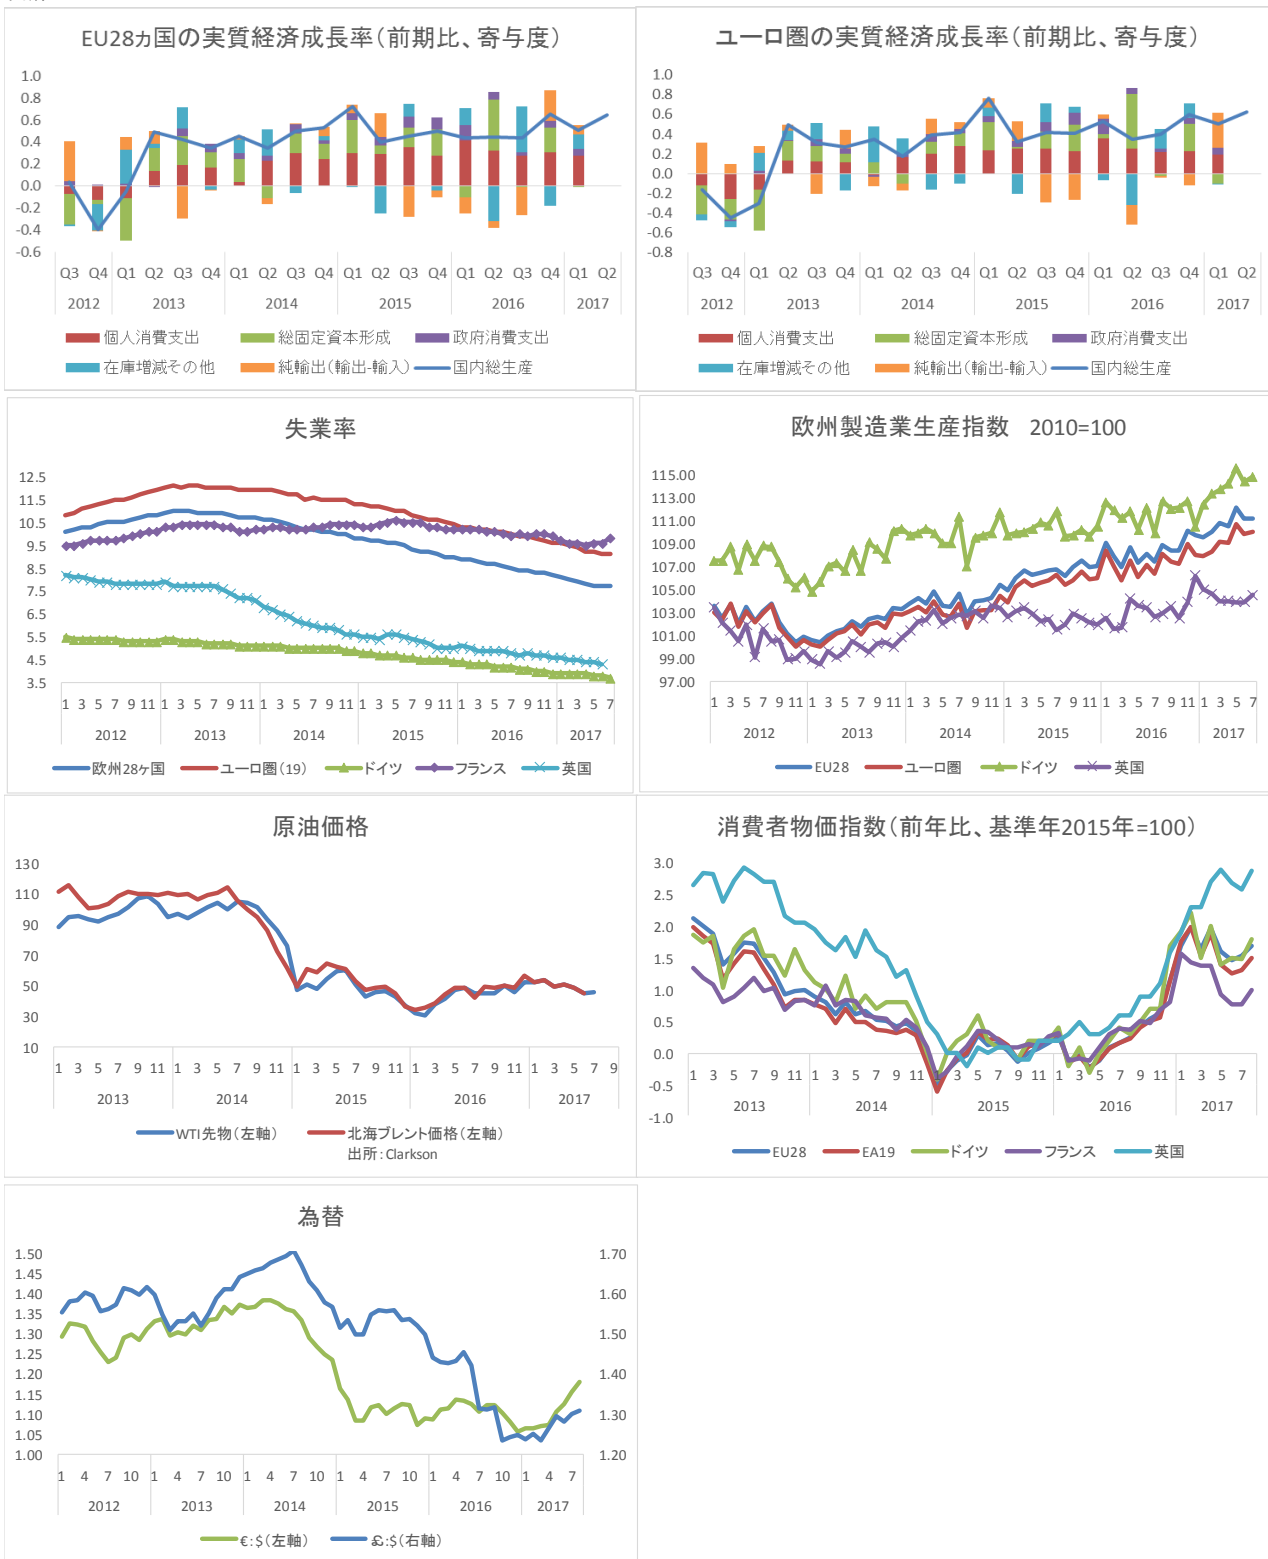 EU28ヵ国の実質経済成長率(前期比、寄与度)
1.0
0.8
0.6
0.4
0.2
0.0
-0.2
-0.4
-0.6
Q3 Q4 Q1 Q2 Q3 Q4 Q1 Q2 Q3 Q4 Q1 Q2 Q3 Q4 Q1 Q2 Q3 Q4 Q1 Q2
2012 2013 2014 2015 2016 2017
個人消費支出 総固定資本形成 政府消費支出
在庫増減その他 純輸出(輸出-輸入) 国内総生産
ユーロ圏の実質経済成長率(前期比、寄与度)
1.0
0.8
0.6
0.4
0.2
0.0
-0.2
-0.4
-0.6
-0.8
Q3 Q4 Q1 Q2 Q3 Q4 Q1 Q2 Q3 Q4 Q1 Q2 Q3 Q4 Q1 Q2 Q3 Q4 Q1 Q2
2012 2013 2014 2015 2016 2017
個人消費支出 総固定資本形成 政府消費支出
在庫増減その他 純輸出(輸出-輸入) 国内総生産
失業率
12.5
11.5
10.5
9.5
8.5
7.5
6.5
5.5
4.5
3.5
1 3 5 7 9 11 1 3 5 7 9 11 1 3 5 7 9 11 1 3 5 7 9 11 1 3 5 7 9 11 1 3 5 7
2012 2013 2014 2015 2016 2017
欧州28ヶ国 ユーロ圏(19) ドイツ フランス 英国
欧州製造業生産指数 2010=100
115.00
113.00
111.00
109.00
107.00
105.00
103.00
101.00
99.00
97.00
1 3 5 7 9 11 1 3 5 7 9 11 1 3 5 7 9 11 1 3 5 7 9 11 1 3 5 7 9 11 1 3 5 7
2012 2013 2014 2015 2016 2017
EU28 ユーロ圏 ドイツ 英国
原油価格
130
110
90
70
50
30
10
1 3 5 7 9 11 1 3 5 7 9 11 1 3 5 7 9 11 1 3 5 7 9 11 1 3 5 7 9
2013 2014 2015 2016 2017
WTI先物(左軸) 北海ブレント価格(左軸)
出所:Clarkson
消費者物価指数(前年比、基準年2015年=100)
3.0
2.5
2.0
1.5
1.0
0.5
0.0
-0.5
-1.0
1 3 5 7 9 11 1 3 5 7 9 11 1 3 5 7 9 11 1 3 5 7 9 11 1 3 5 7
2013 2014 2015 2016 2017
EU28 EA19 ドイツ フランス 英国
為替
1.50 1.70
1.45
1.40 1.60
1.35
1.30 1.50
1.25
1.20 1.40
1.15
1.10 1.30
1.05
1.00 1.20
1 4 7 10 1 4 7 10 1 4 7 10 1 4 7 10 1 4 7 10 1 4 7
2012 2013 2014 2015 2016 2017
€:$(左軸) £:$(右軸)